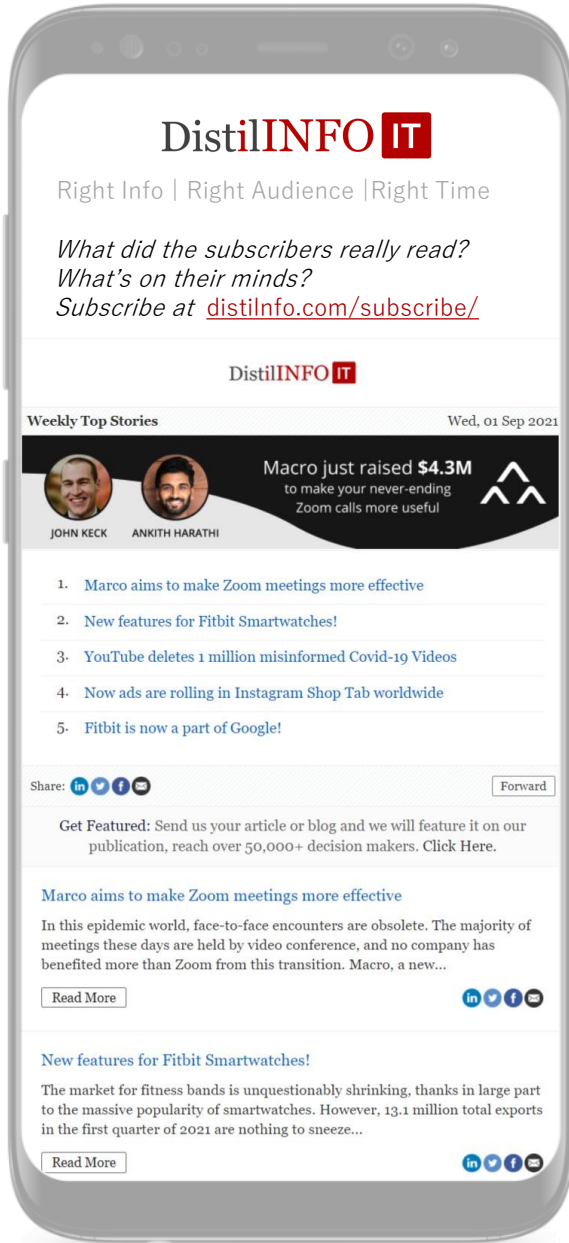 DistilINFO IT
Right Info | Right Audience |Right Time
What did the subscribers really read?
What's on their minds?
Subscribe at distilnfo.com/subscribe/
DistilINFO IT
Weekly Top Stories Wed, 01 Sep 2021
Macro just raised $4.3M
to make your never-ending
Zoom calls more useful
JOHN KECK ANKITH HARATHI
1. Marco aims to make Zoom meetings more effective
2. New features for Fitbit Smartwatches!
3. YouTube deletes 1 million misinformed Covid-19 Videos
4. Now ads are rolling in Instagram Shop Tab worldwide
5. Fitbit is now a part of Google!
Share: in f Forward
Get Featured: Send us your article or blog and we will feature it on our
publication, reach over 50,000+ decision makers. Click Here.
Marco aims to make Zoom meetings more effective
In this epidemic world, face-to-face encounters are obsolete. The majority of
meetings these days are held by video conference, and no company has
benefited more than Zoom from this transition. Macro, a new...
Read More in f
New features for Fitbit Smartwatches!
The market for fitness bands is unquestionably shrinking, thanks in large part
to the massive popularity of smartwatches. However, 13.1 million total exports
in the first quarter of 2021 are nothing to sneeze...
Read More in f